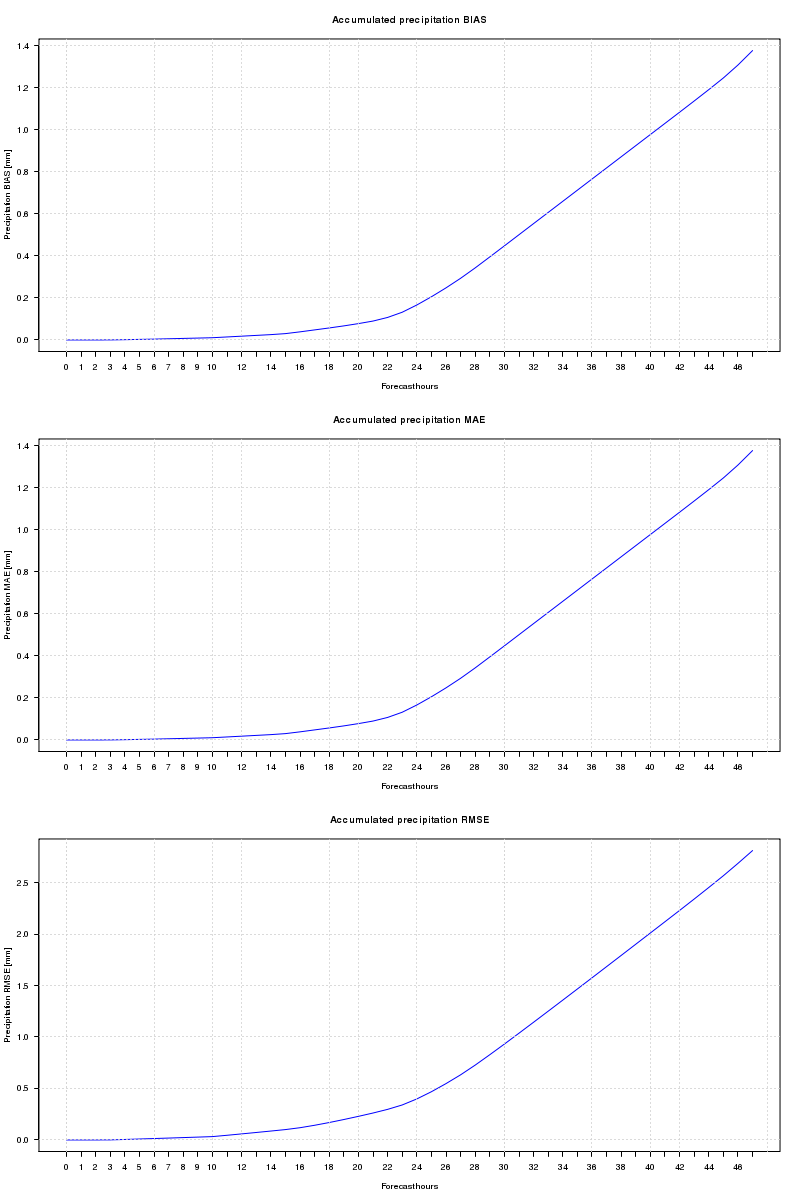 Accumulated precipitation BIAS
1.4
1.2
1.0
0.8
0.6
0.4
0.2
0.0
Precipitation BIAS [mm]
0 1 2 3 4 5 6 7 8 9 10 12 14 16 18 20 22 24 26 28 30 32 34 36 38 40 42 44 46
Forecasthours
Accumulated precipitation MAE
1.4
1.2
1.0
0.8
0.6
0.4
0.2
0.0
Precipitation MAE [mm]
0 1 2 3 4 5 6 7 8 9 10 12 14 16 18 20 22 24 26 28 30 32 34 36 38 40 42 44 46
Forecasthours
Accumulated precipitation RMSE
2.5
2.0
1.5
1.0
0.5
0.0
Precipitation RMSE [mm]
0 1 2 3 4 5 6 7 8 9 10 12 14 16 18 20 22 24 26 28 30 32 34 36 38 40 42 44 46
Forecasthours